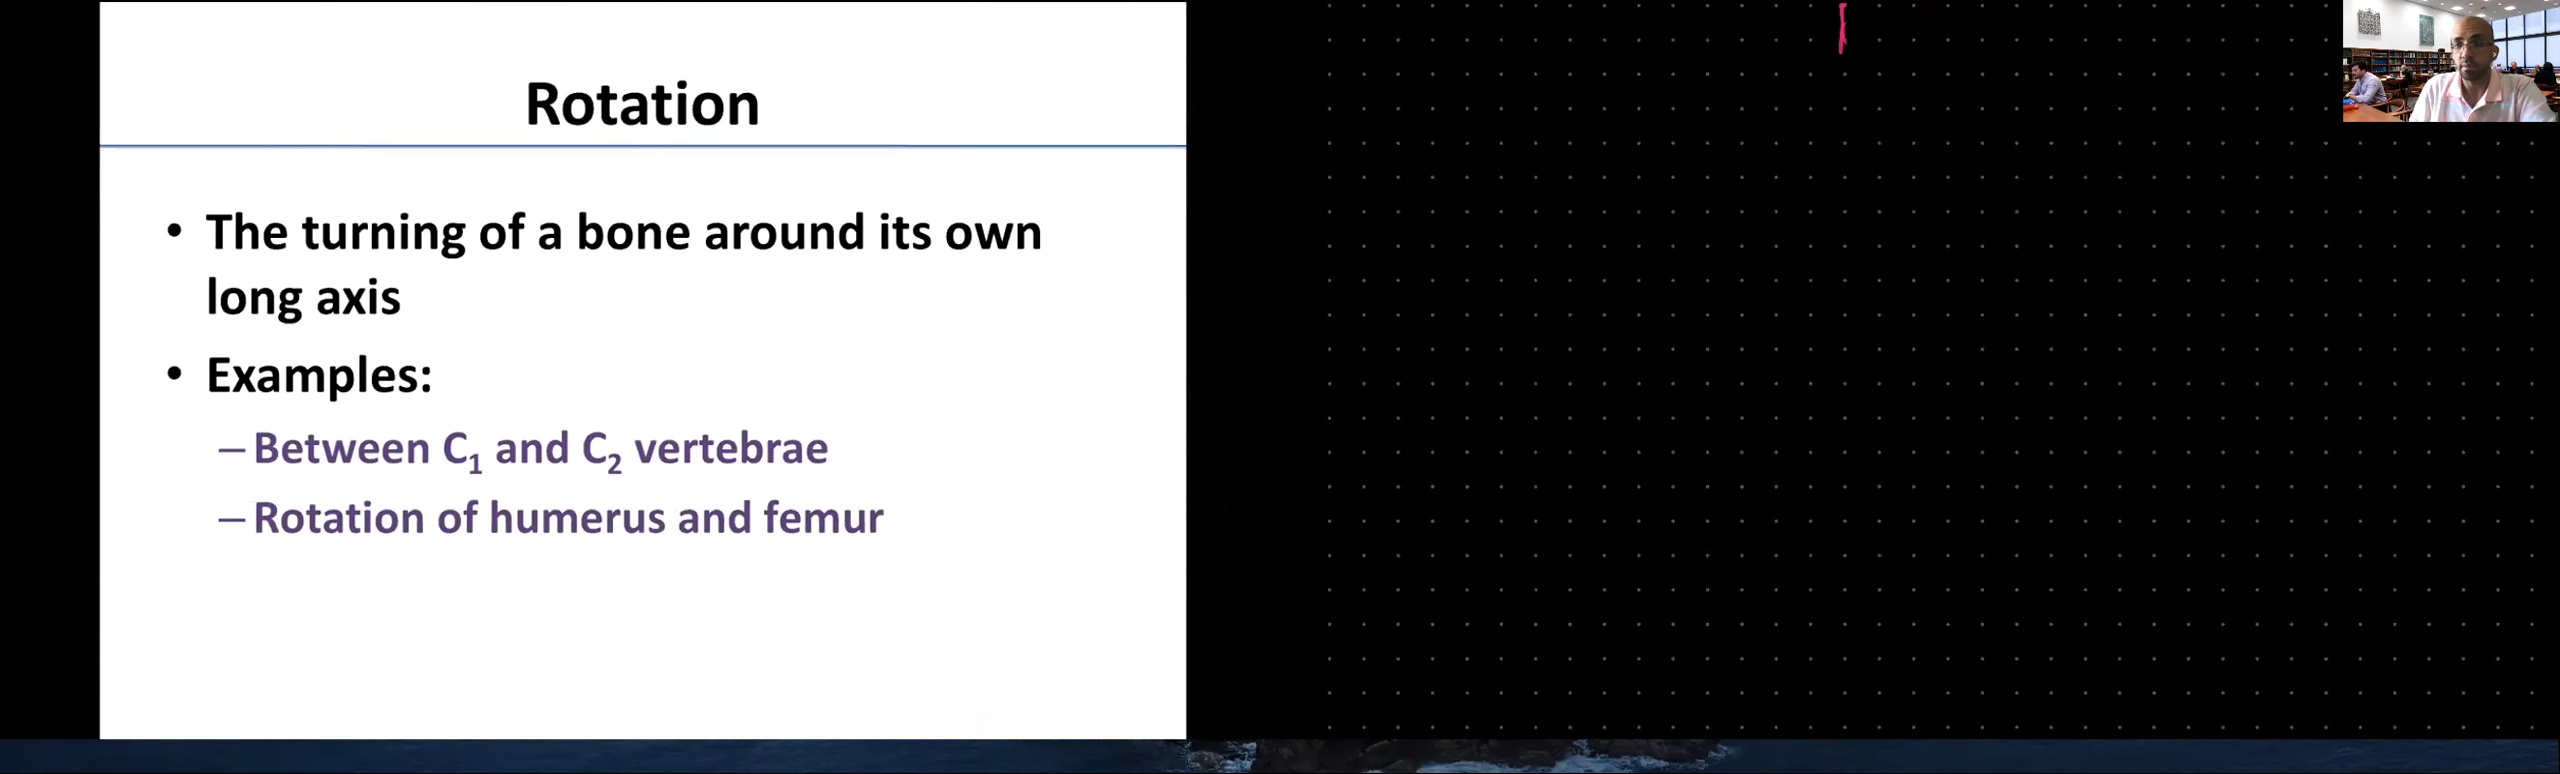 Rotation
• The turning of a bone around its own
long axis
• Examples:
– Between C₁ and C₂ vertebrae
– Rotation of humerus and femur